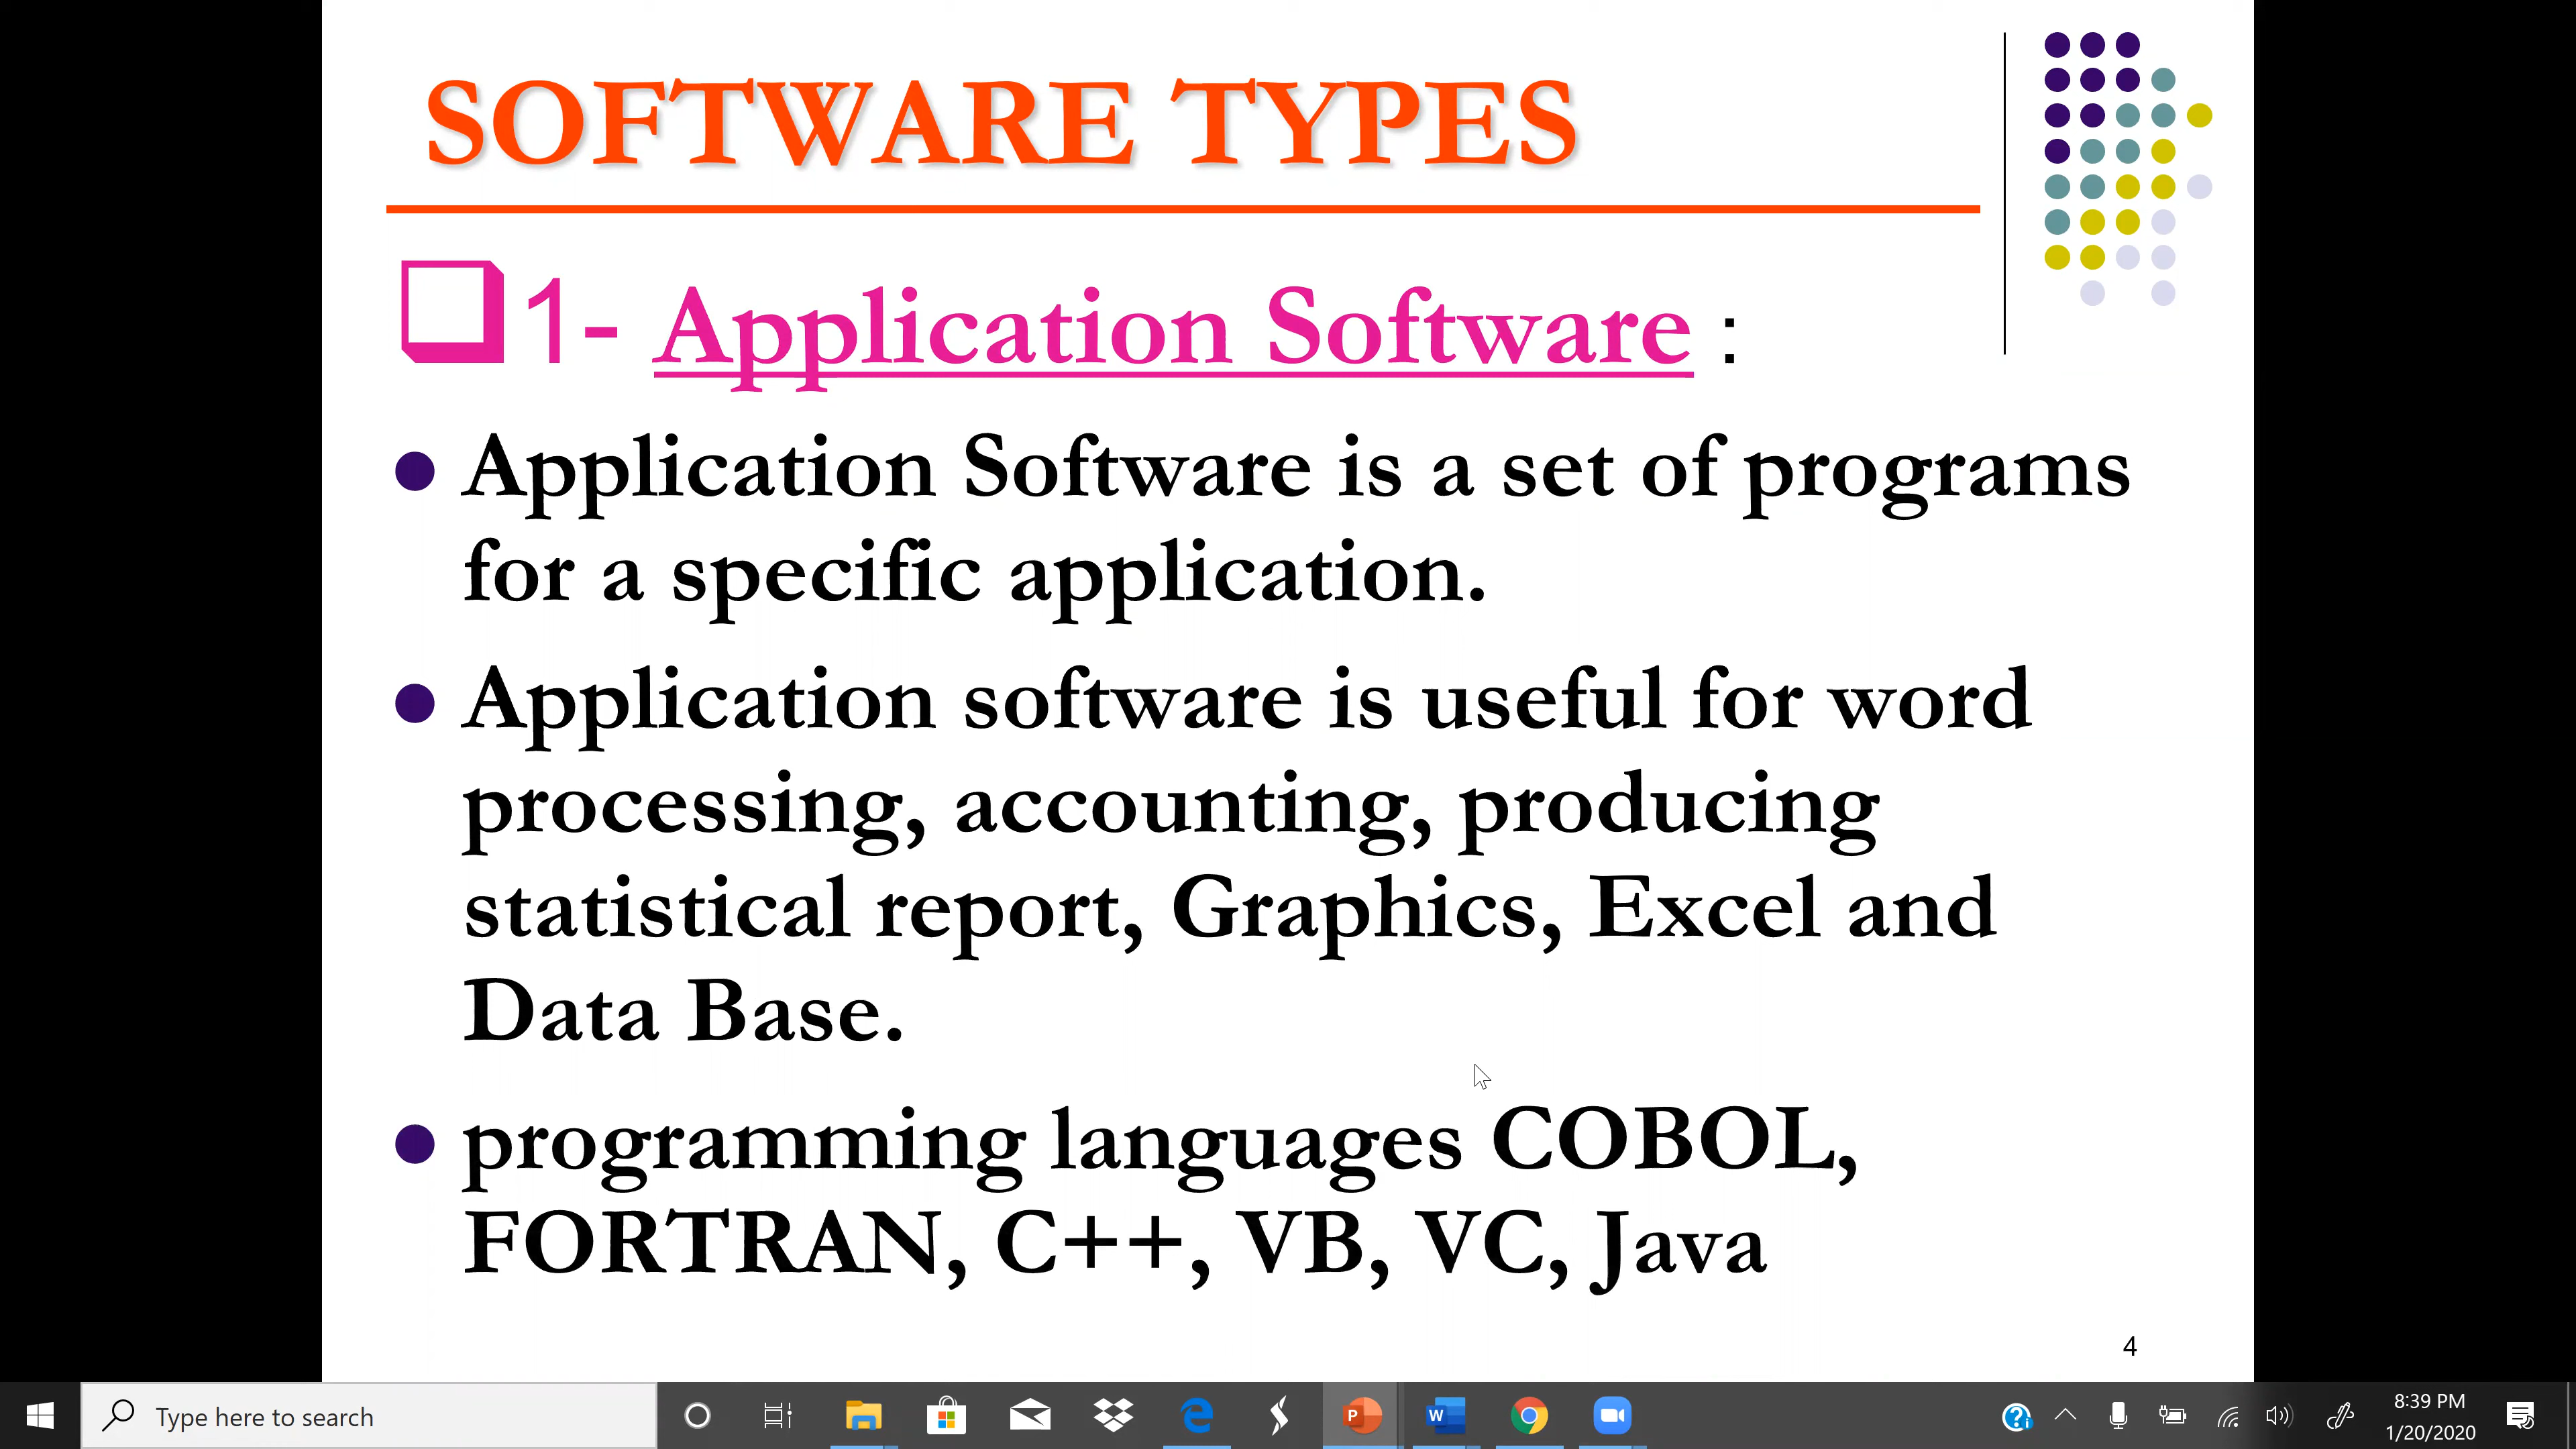 SOFTWARE TYPES
1- Application Software :
Application Software is a set of programs
for a specific application.
Application software is useful for word
processing, accounting, producing
statistical report, Graphics, Excel and
Data Base.
programming languages COBOL,
FORTRAN, C++, VB, VC, Java
4
Type here to search
8:39 PM
1/20/2020